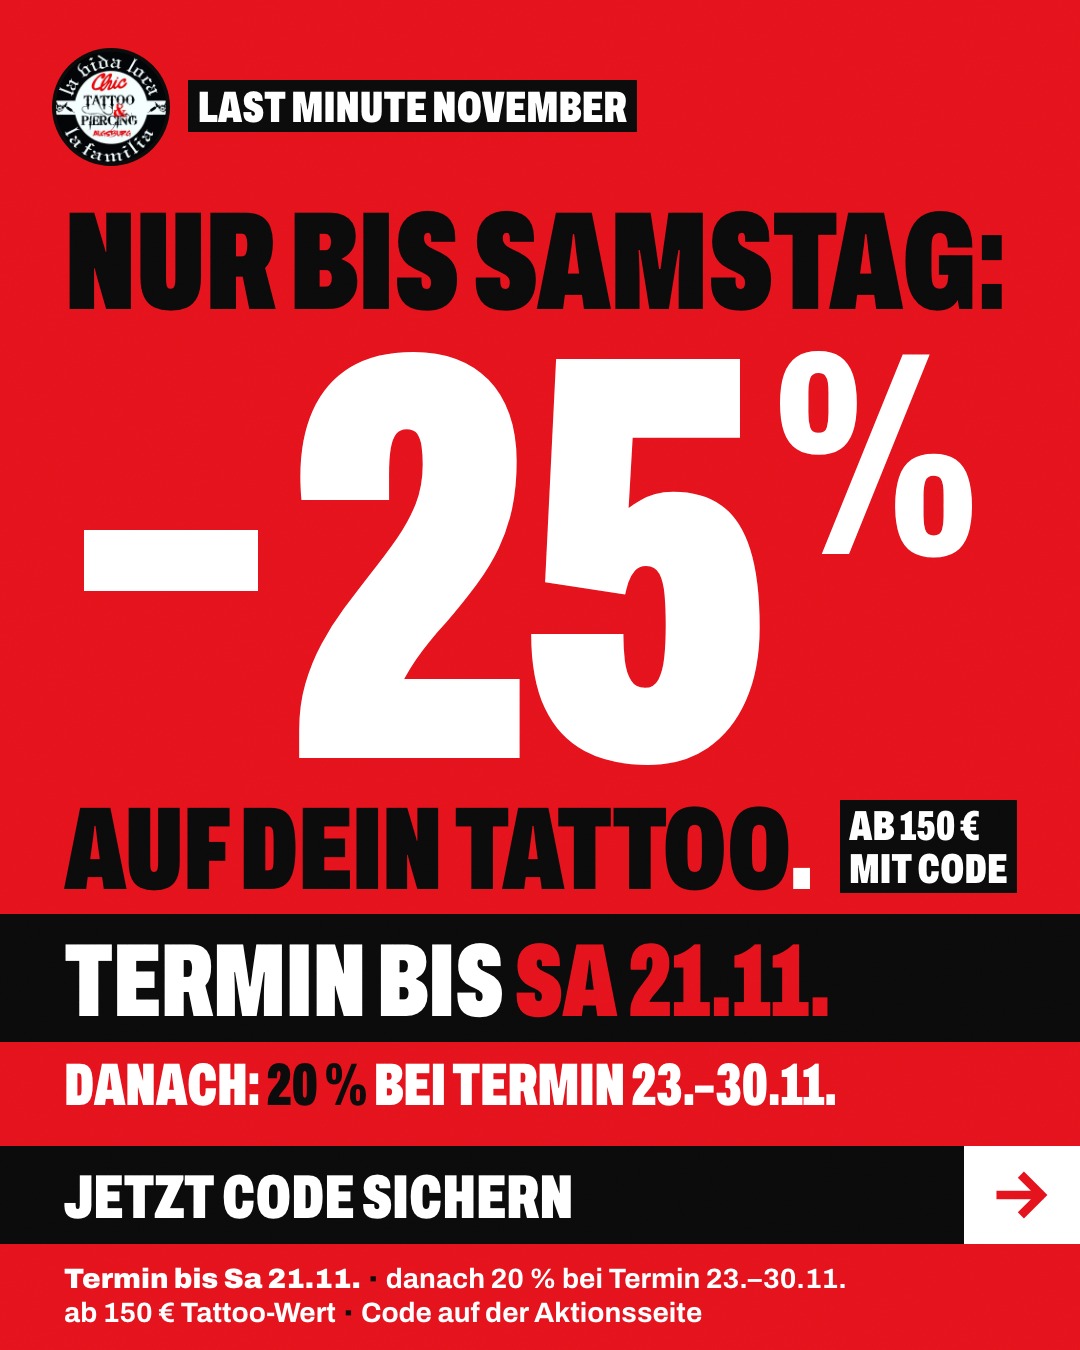 la vida loca
Chic
TATTOO
&
PIERCING
AUGSBURG
la familia
LAST MINUTE NOVEMBER
NUR BIS SAMSTAG:
-25%
AUF DEIN TATTOO.
AB 150 €
MIT CODE
TERMIN BIS SA 21.11.
DANACH: 20 % BEI TERMIN 23.–30.11.
JETZT CODE SICHERN
Termin bis Sa 21.11. · danach 20 % bei Termin 23.–30.11.
ab 150 € Tattoo-Wert · Code auf der Aktionsseite